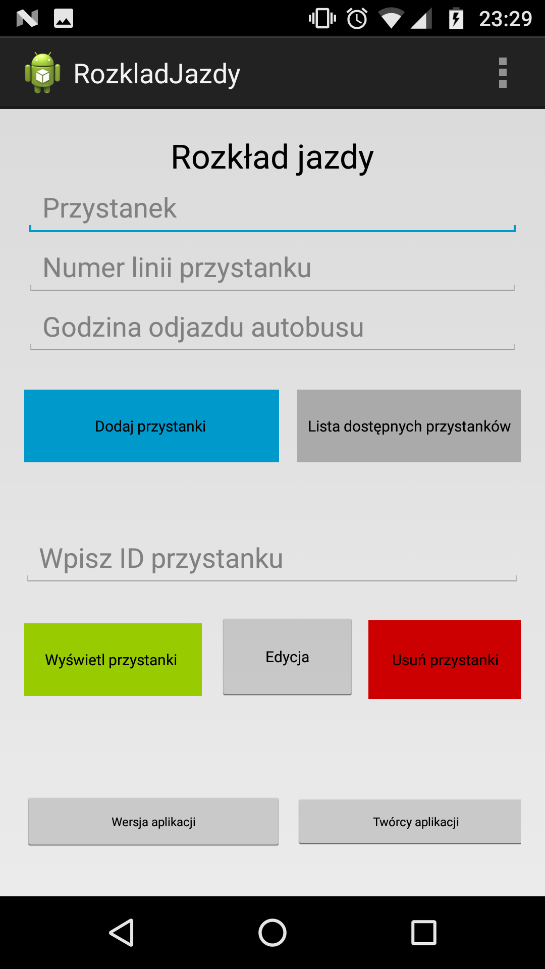 23:29
RozkladJazdy
Rozkład jazdy
Przystanek
Numer linii przystanku
Godzina odjazdu autobusu
Dodaj przystanki
Lista dostępnych przystanków
Wpisz ID przystanku
Wyświetl przystanki
Edycja
Usuń przystanki
Wersja aplikacji
Twórcy aplikacji